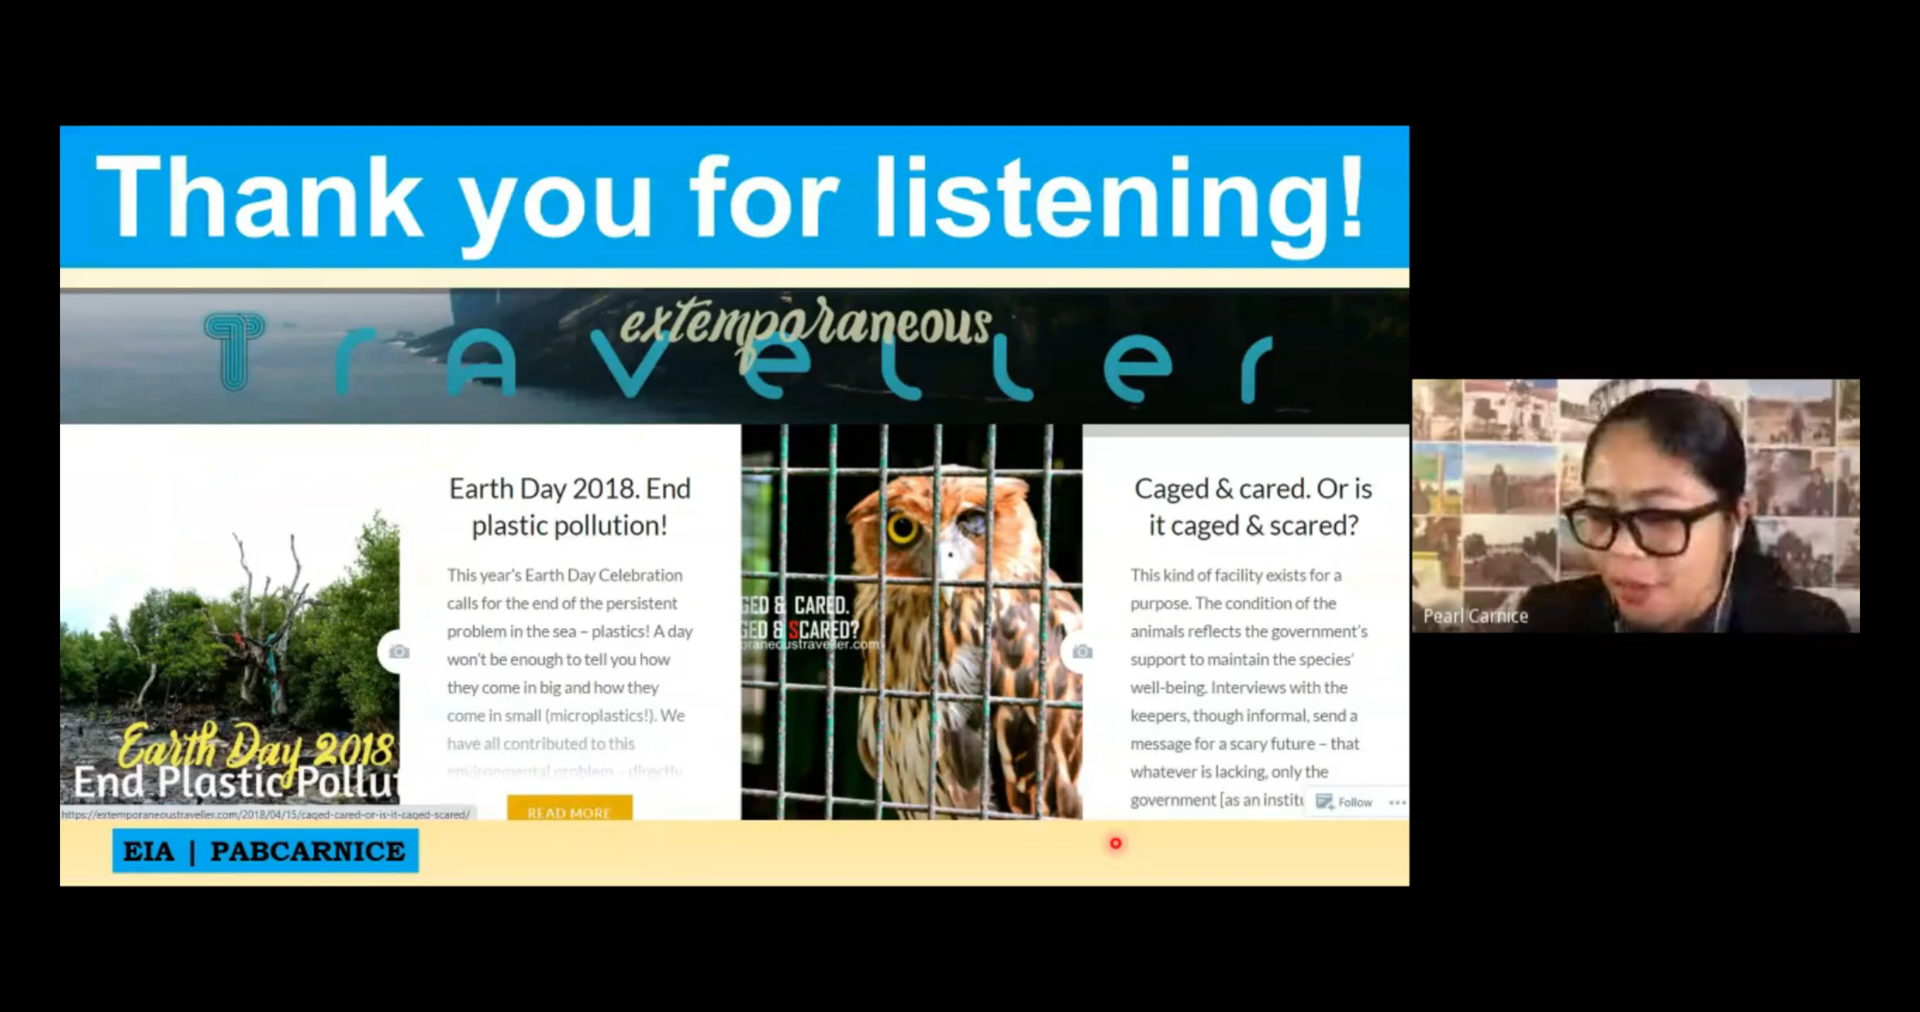 Thank you for listening!
extemporaneous
Traveller
Earth Day 2018. End
plastic pollution!
This year's Earth Day Celebration
calls for the end of the persistent
problem in the sea – plastics! A day
won't be enough to tell you how
they come in big and how they
come in small (microplastics!). We
have all contributed to this
environmental problem – directly
READ MORE
Earth Day 2018
End Plastic Pollut
https://extemporaneoustraveller.com/2018/04/15/caged-cared-or-is-it-caged-scared/
GED & CARED.
GED & SCARED?
oraneoustraveller.com
Caged & cared. Or is
it caged & scared?
This kind of facility exists for a
purpose. The condition of the
animals reflects the government's
support to maintain the species'
well-being. Interviews with the
keepers, though informal, send a
message for a scary future – that
whatever is lacking, only the
government [as an institu
Follow
EIA | PABCARNICE
Pearl Carnice